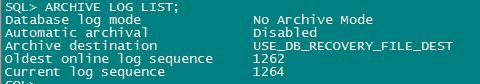 SQL> ARCHIVE LOG LIST;
Database log mode No Archive Mode
Automatic archival Disabled
Archive destination USE_DB_RECOVERY_FILE_DEST
Oldest online log sequence 1262
Current log sequence 1264
SQL>